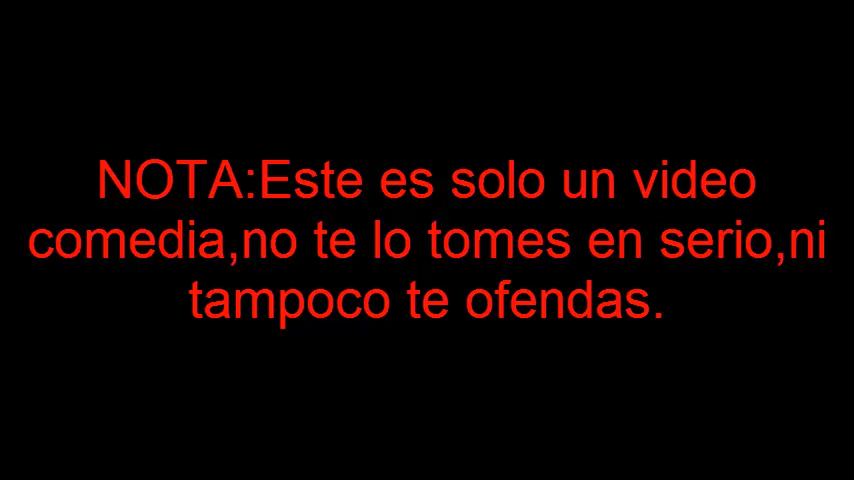 NOTA:Este es solo un video
comedia,no te lo tomes en serio,ni
tampoco te ofendas.